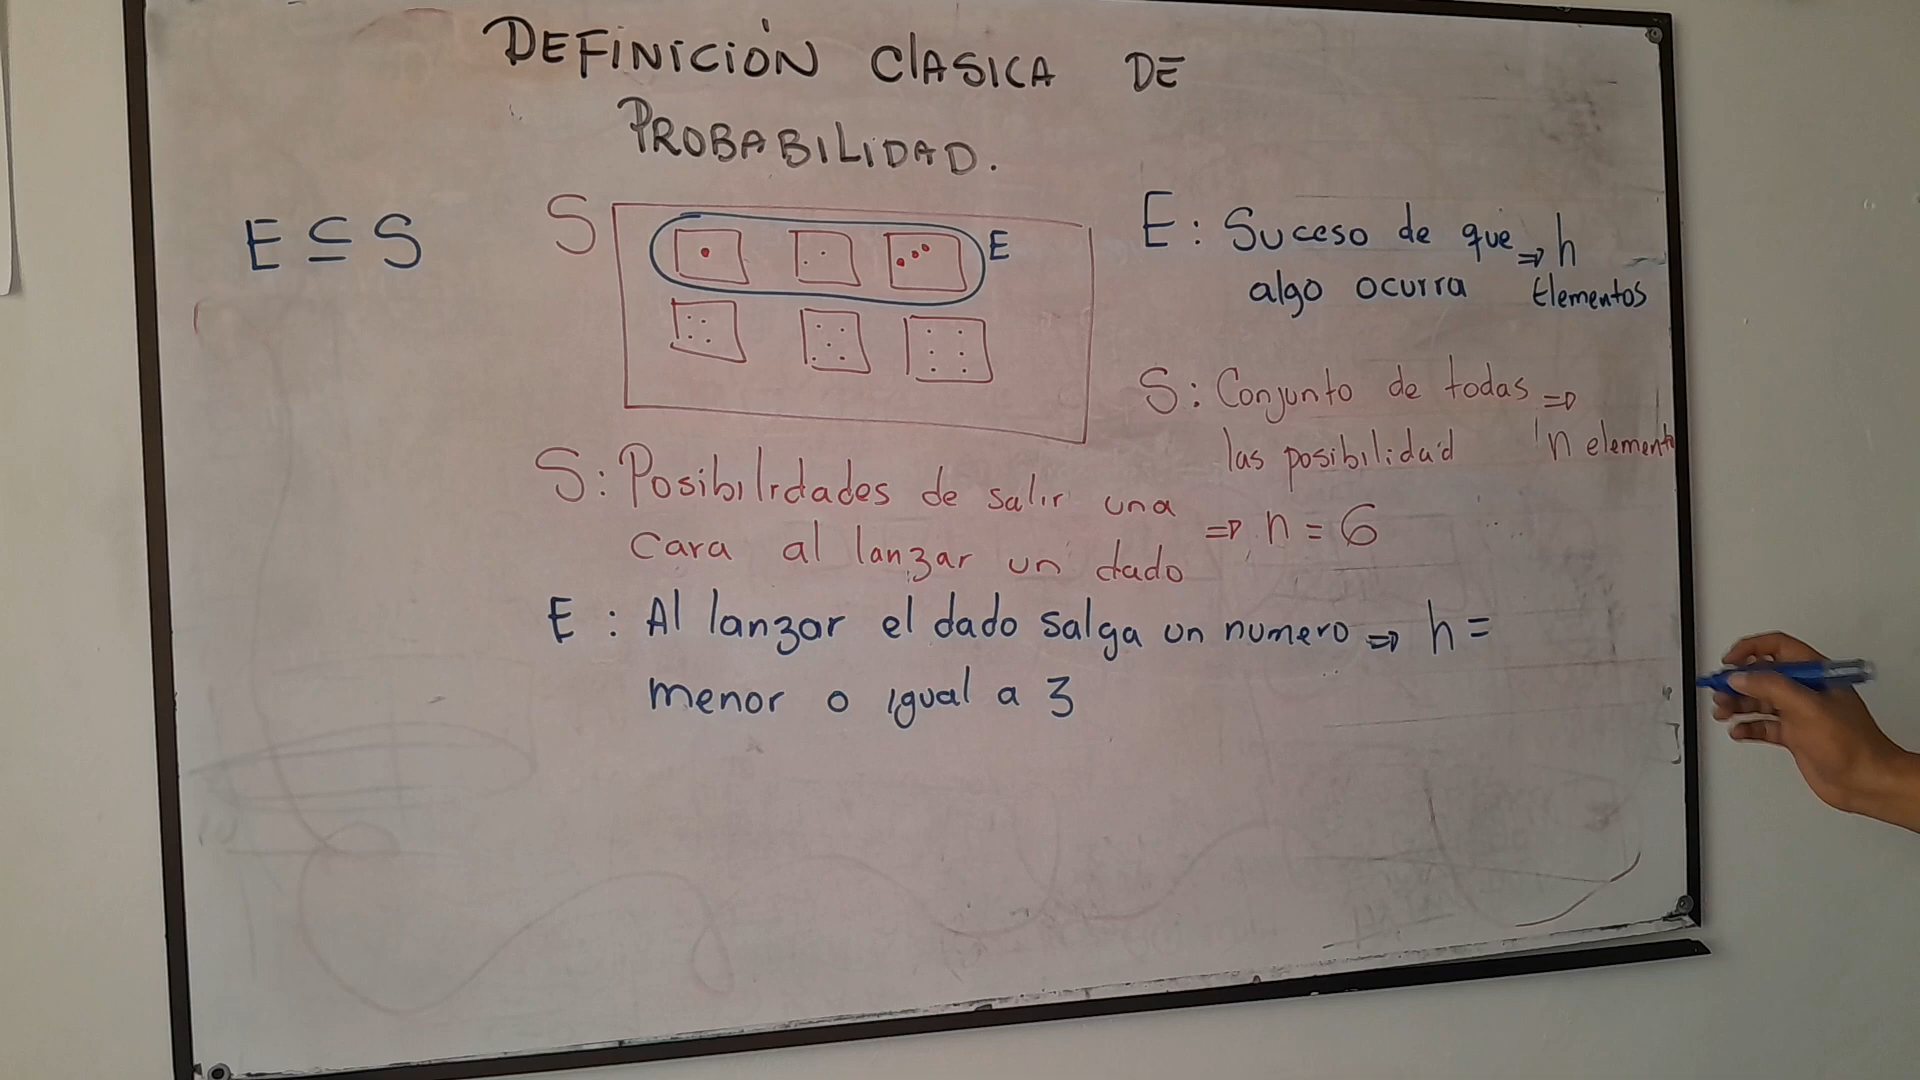 DEFINICIÓN CLASICA DE
PROBABILIDAD.
E ⊆ S
S
E
E : Suceso de que ⇒ h
algo ocurra Elementos
S : Conjunto de todas ⇒
las posibilidad n elemento
S : Posibilidades de salir una
cara al lanzar un dado ⇒ n = 6
E : Al lanzar el dado salga un numero ⇒ h =
menor o igual a 3